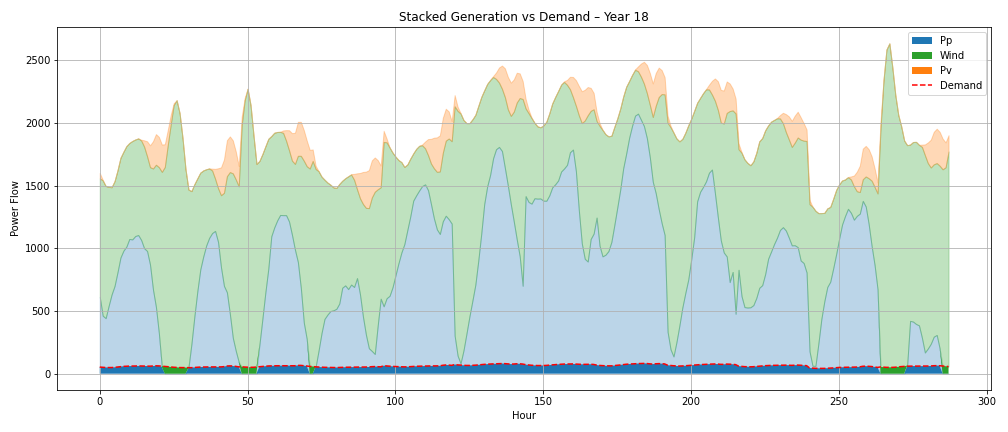 Stacked Generation vs Demand – Year 18
Pp
Wind
Pv
Demand
Power Flow
2500
2000
1500
1000
500
0
0
50
100
150
200
250
300
Hour